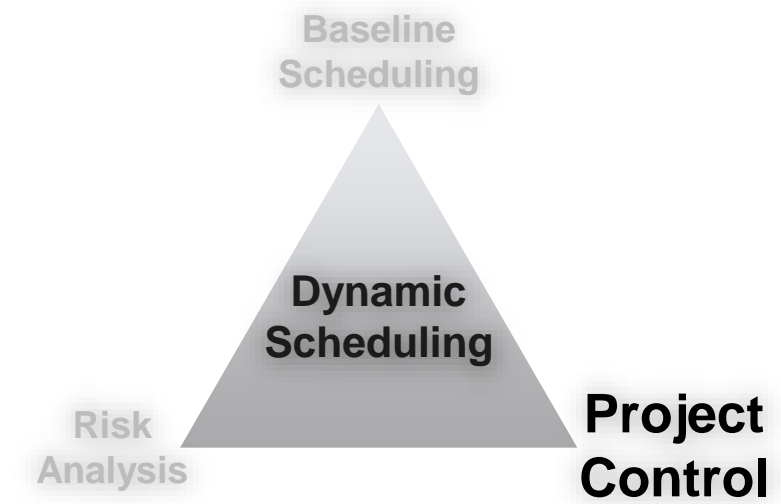 Baseline
Scheduling
Dynamic
Scheduling
Risk
Analysis
Project
Control